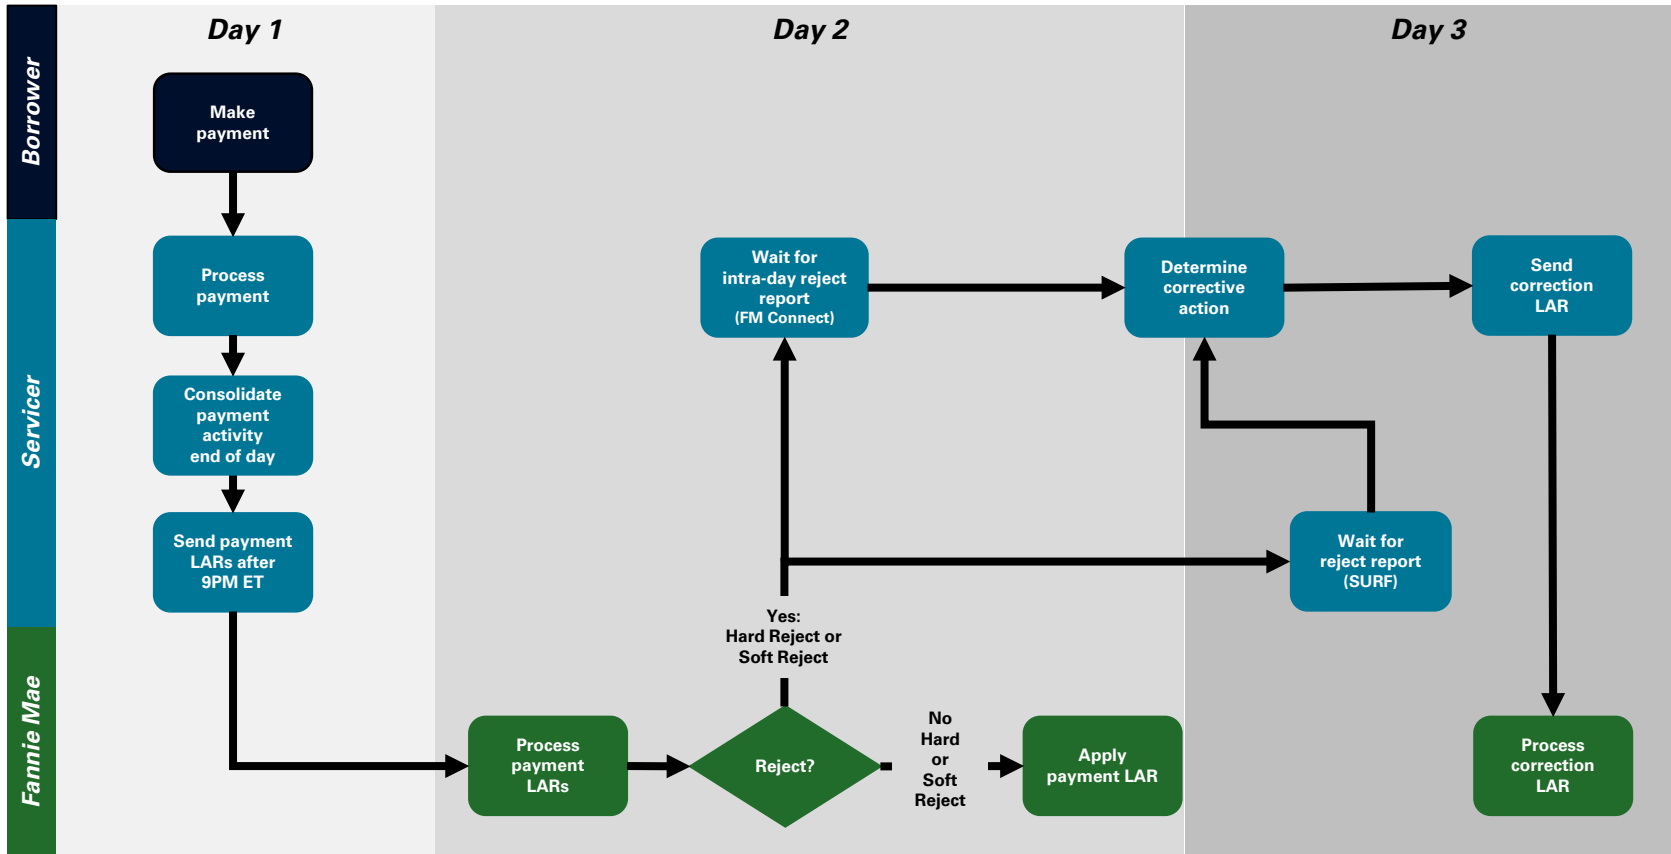 Day 1
Day 2
Day 3
Borrower
Make
payment
Servicer
Process
payment
Consolidate
payment
activity
end of day
Send payment
LARs after
9PM ET
Wait for
intra-day reject
report
(FM Connect)
Determine
corrective
action
Send
correction
LAR
Wait for
reject report
(SURF)
Yes:
Hard Reject or
Soft Reject
Fannie Mae
Process
payment
LARs
Reject?
No
Hard
or
Soft
Reject
Apply
payment LAR
Process
correction
LAR